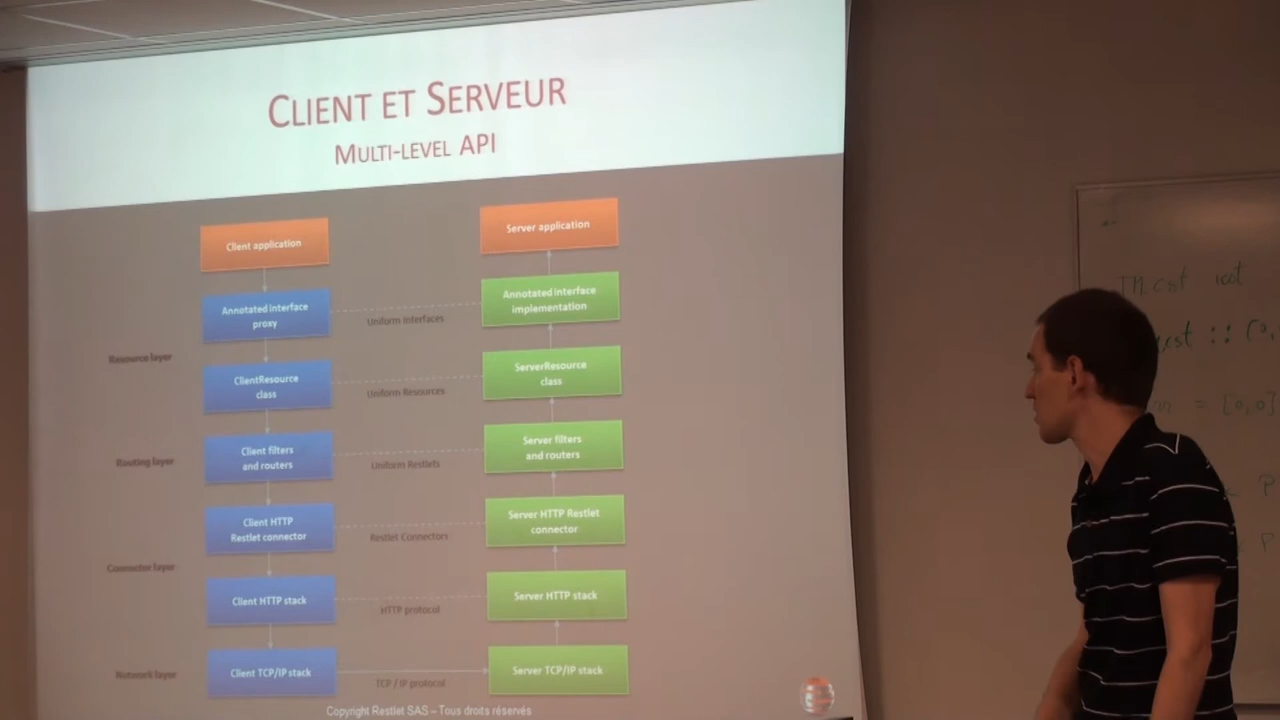 CLIENT ET SERVEUR
MULTI-LEVEL API
Client application
Server application
Annotated interface
proxy
Uniform Interfaces
Annotated interface
implementation
Resource layer
ClientResource
class
Uniform Resources
ServerResource
class
Routing layer
Client filters
and routers
Uniform Restlets
Server filters
and routers
Client HTTP
Restlet connector
Restlet Connectors
Server HTTP Restlet
connector
Connector layer
Client HTTP stack
HTTP protocol
Server HTTP stack
Network layer
Client TCP/IP stack
TCP / IP protocol
Server TCP/IP stack
Copyright Restlet SAS – Tous droits réservés
= [0,0]